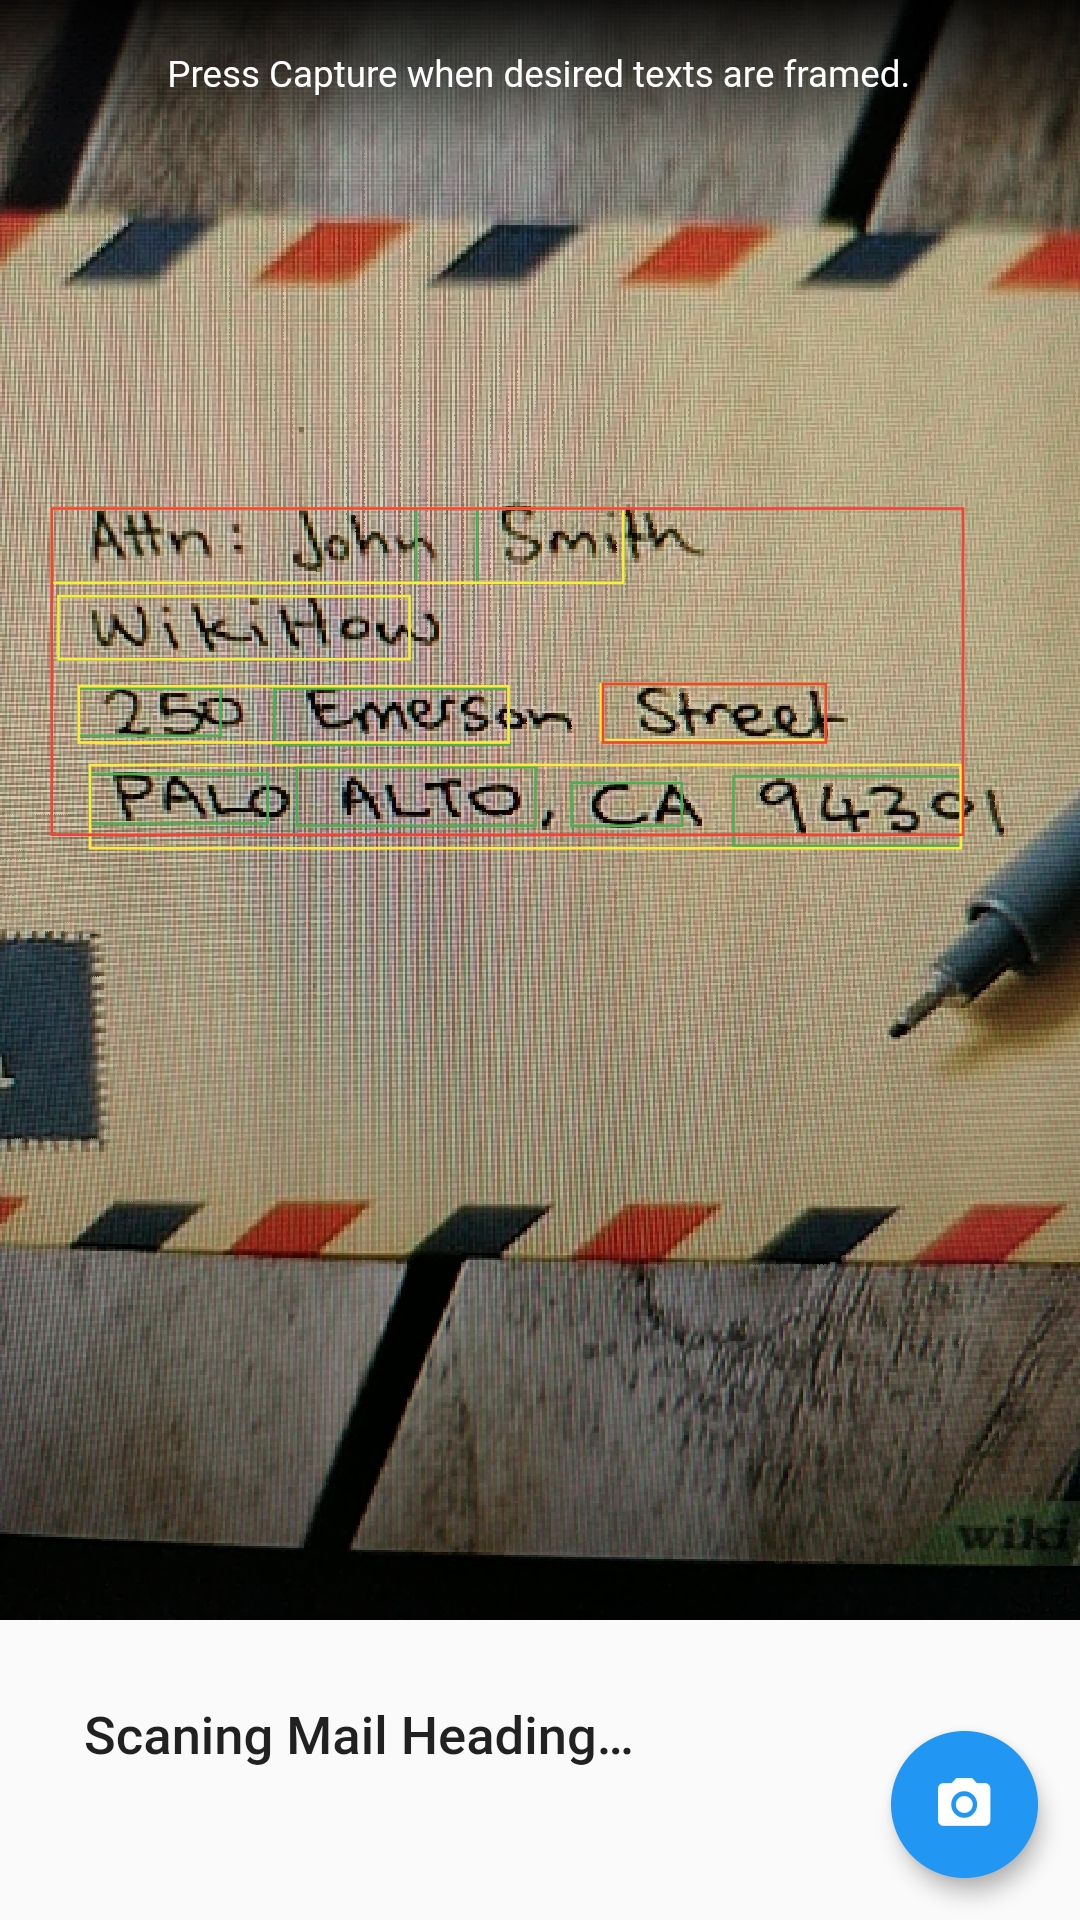 Press Capture when desired texts are framed.
Attn: John Smith
WikiHow
250 Emerson Street
PALO ALTO, CA 94301
wiki
Scaning Mail Heading...